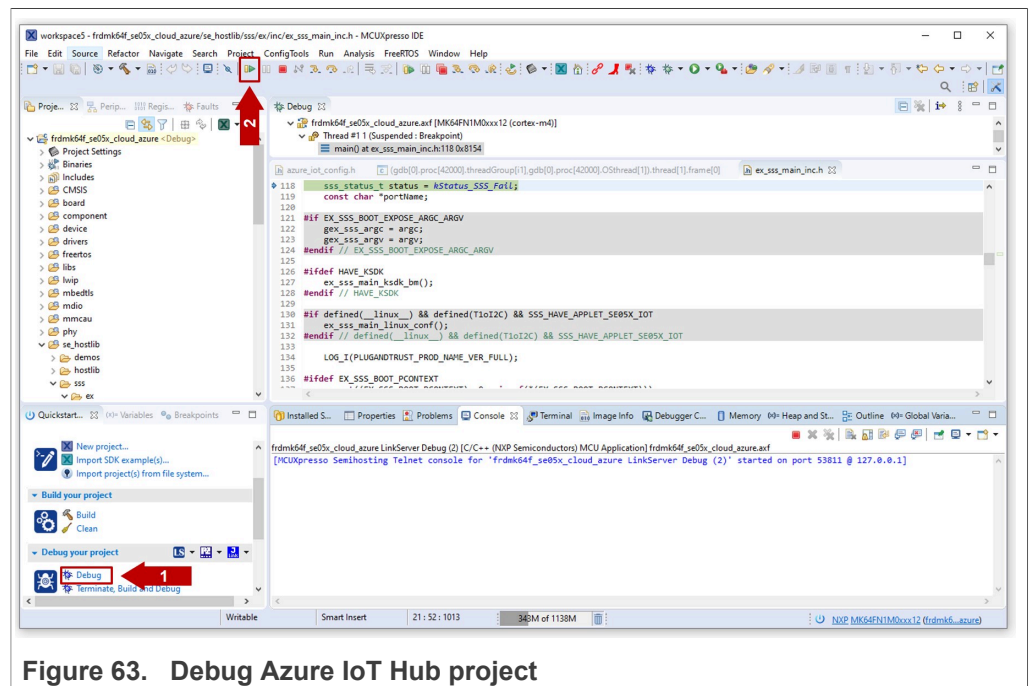 workspace5 - frdmk64f_se05x_cloud_azure/se_hostlib/sss/ex/inc/ex_sss_main_inc.h - MCUXpresso IDE
File Edit Source Refactor Navigate Search Project ConfigTools Run Analysis FreeRTOS Window Help
2
Proje... Perip... Regis... Faults
frdmk64f_se05x_cloud_azure <Debug>
Project Settings
Binaries
Includes
CMSIS
board
component
device
drivers
freertos
libs
lwip
mbedtls
mdio
mmcau
phy
se_hostlib
demos
hostlib
sss
ex
Debug
frdmk64f_se05x_cloud_azure.axf [MK64FN1M0xxx12 (cortex-m4)]
Thread #1 1 (Suspended : Breakpoint)
main() at ex_sss_main_inc.h:118 0x8154
azure_iot_config.h {gdb[0].proc[42000].threadGroup[i1],gdb[0].proc[42000].OSthread[1]}.thread[1].frame[0] ex_sss_main_inc.h
118 sss_status_t status = kStatus_SSS_Fail;
119 const char *portName;
120
121 #if EX_SSS_BOOT_EXPOSE_ARGC_ARGV
122 gex_sss_argc = argc;
123 gex_sss_argv = argv;
124 #endif // EX_SSS_BOOT_EXPOSE_ARGC_ARGV
125
126 #ifdef HAVE_KSDK
127 ex_sss_main_ksdk_bm();
128 #endif // HAVE_KSDK
129
130 #if defined(__linux__) && defined(T1oI2C) && SSS_HAVE_APPLET_SE05X_IOT
131 ex_sss_main_linux_conf();
132 #endif // defined(__linux__) && defined(T1oI2C) && SSS_HAVE_APPLET_SE05X_IOT
133
134 LOG_I(PLUGANDTRUST_PROD_NAME_VER_FULL);
135
136 #ifdef EX_SSS_BOOT_PCONTEXT
Quickstart... Variables Breakpoints
New project...
Import SDK example(s)...
Import project(s) from file system...
Build your project
Build
Clean
Debug your project
Debug
1
Terminate, Build and Debug
Installed S... Properties Problems Console Terminal Image Info Debugger C... Memory Heap and St... Outline Global Varia...
frdmk64f_se05x_cloud_azure LinkServer Debug (2) [C/C++ (NXP Semiconductors) MCU Application] frdmk64f_se05x_cloud_azure.axf
[MCUXpresso Semihosting Telnet console for 'frdmk64f_se05x_cloud_azure LinkServer Debug (2)' started on port 53811 @ 127.0.0.1]
Writable Smart Insert 21 : 52 : 1013 343M of 1138M NXP MK64FN1M0xxx12 (frdmk6...azure)
Figure 63. Debug Azure IoT Hub project